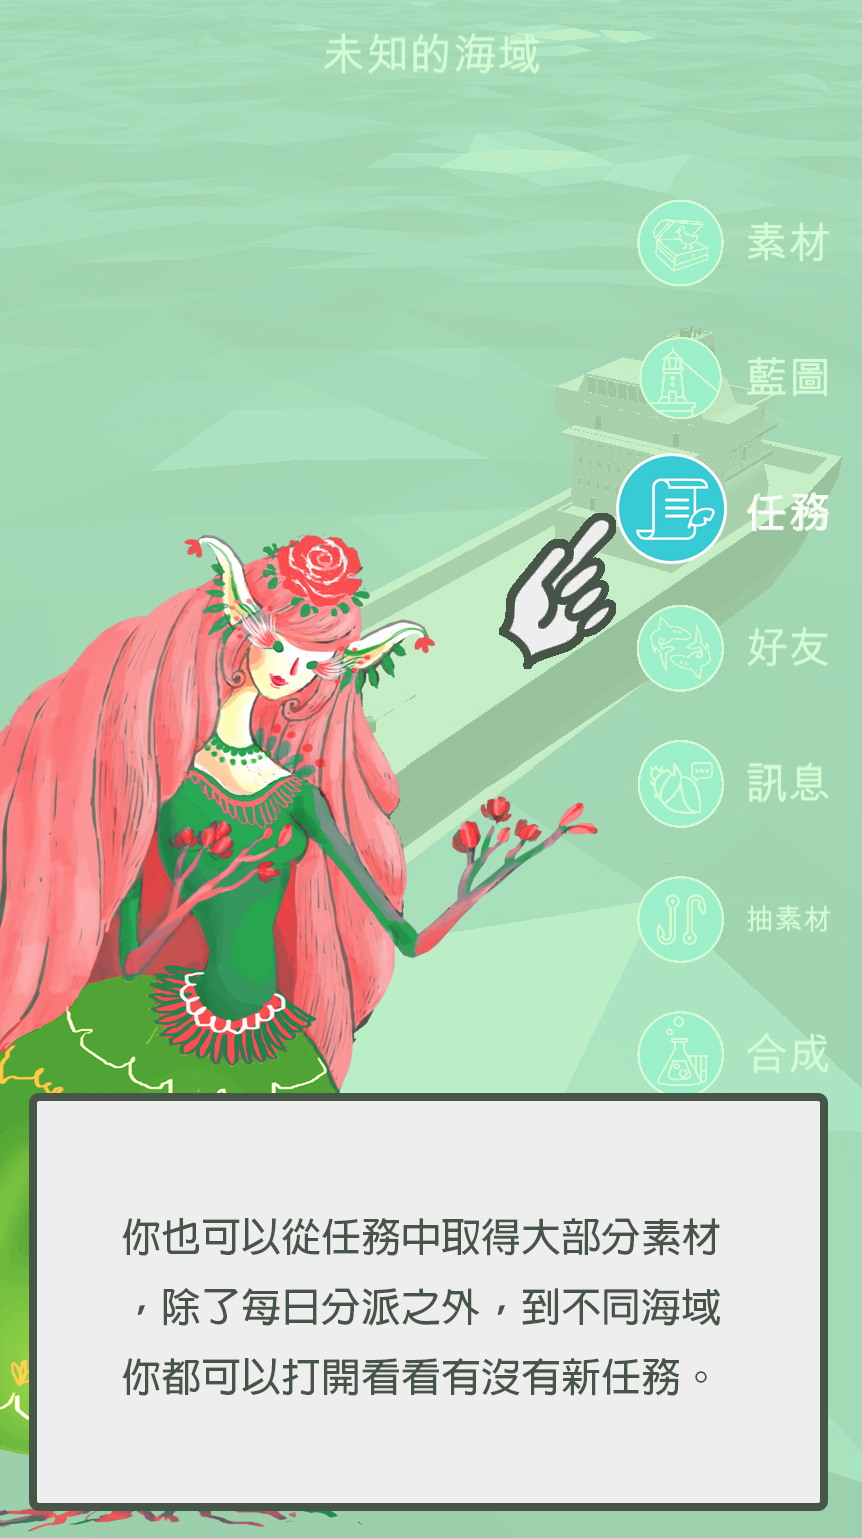 未知的海域
素材
藍圖
任務
好友
訊息
抽素材
合成
你也可以從任務中取得大部分素材
，除了每日分派之外，到不同海域
你都可以打開看看有沒有新任務。